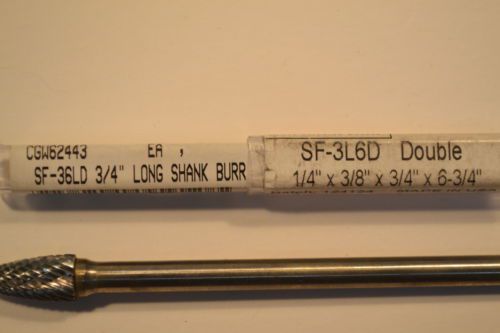 CGW62443 EA ,
SF-36LD 3/4" LONG SHANK BURR
SF-3L6D Double
1/4" x 3/8" x 3/4" x 6-3/4"